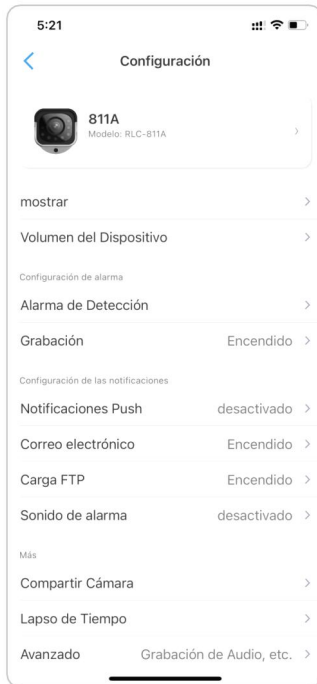 5:21
Configuración
811A
Modelo: RLC-811A
mostrar
Volumen del Dispositivo
Configuración de alarma
Alarma de Detección
Grabación Encendido
Configuración de las notificaciones
Notificaciones Push desactivado
Correo electrónico Encendido
Carga FTP Encendido
Sonido de alarma desactivado
Más
Compartir Cámara
Lapso de Tiempo
Avanzado Grabación de Audio, etc.